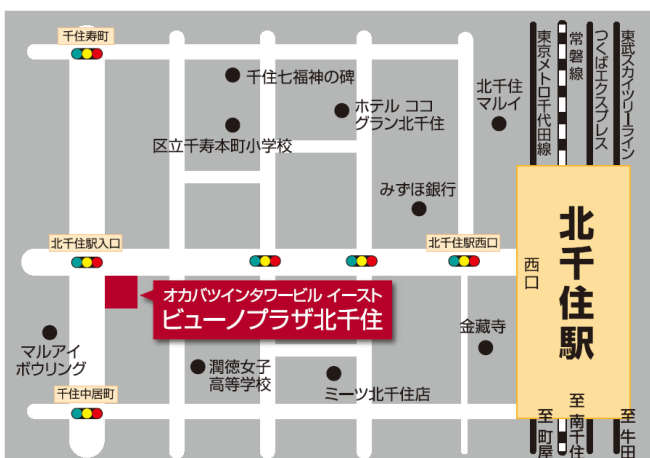 千住寿町
千住七福神の碑
ホテル ココ
グラン北千住
区立千寿本町小学校
北千住
マルイ
東京メトロ千代田線
常磐線
つくばエクスプレス
東武スカイツリーライン
みずほ銀行
北千住駅入口
北千住駅西口
西口
北千住駅
オカバツインタワービル イースト
ビューノプラザ北千住
マルアイ
ボウリング
潤徳女子
高等学校
ミーツ北千住店
金蔵寺
千住中居町
至 町屋
至 南千住
至 牛田